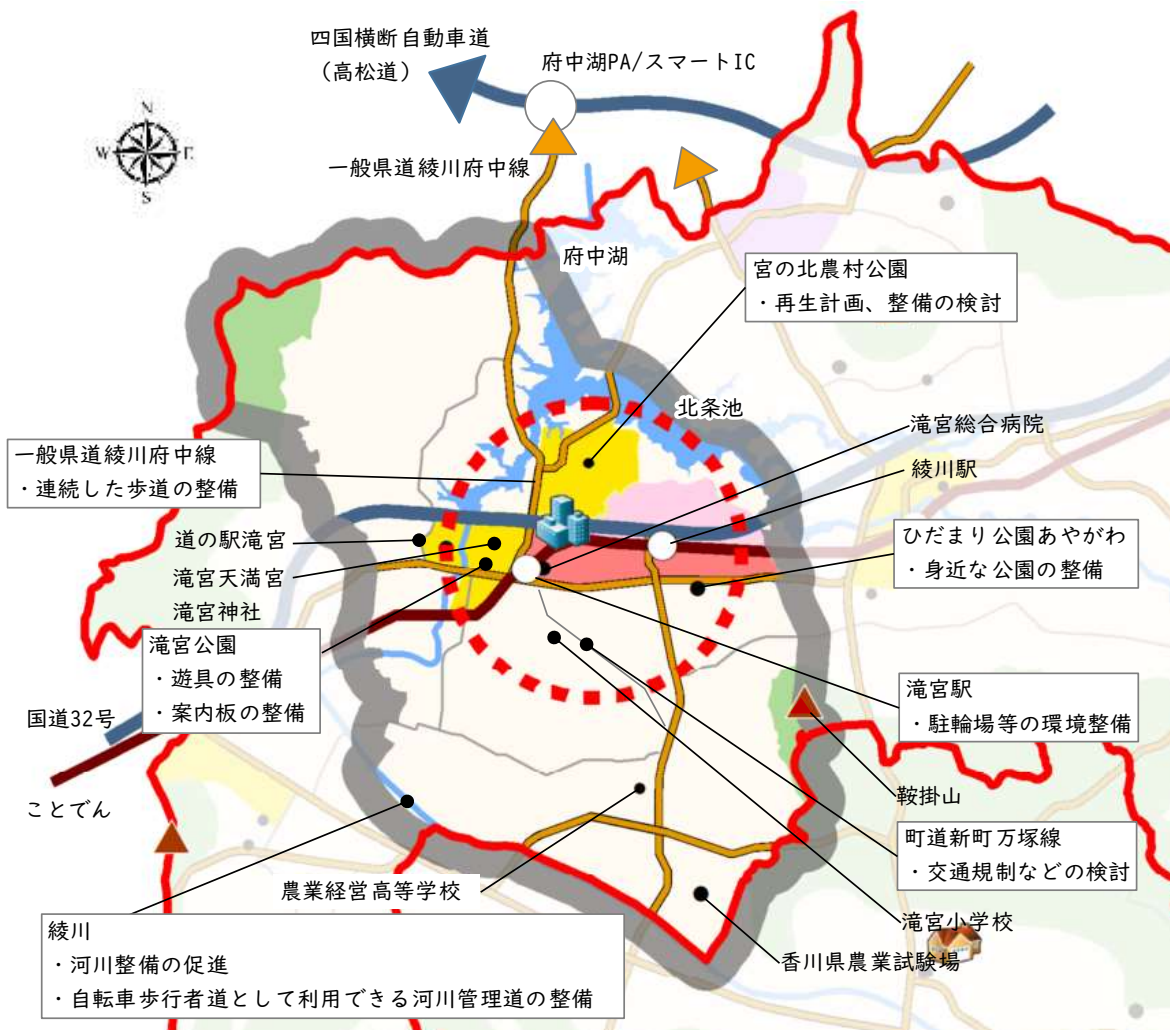 四国横断自動車道
（高松道）
府中湖PA/スマートIC
N
W
E
S
一般県道綾川府中線
府中湖
宮の北農村公園
・再生計画、整備の検討
北条池
滝宮総合病院
綾川駅
一般県道綾川府中線
・連続した歩道の整備
道の駅滝宮
滝宮天満宮
滝宮神社
ひだまり公園あやがわ
・身近な公園の整備
滝宮公園
・遊具の整備
・案内板の整備
滝宮駅
・駐輪場等の環境整備
国道32号
ことでん
鞍掛山
町道新町万塚線
・交通規制などの検討
農業経営高等学校
滝宮小学校
香川県農業試験場
綾川
・河川整備の促進
・自転車歩行者道として利用できる河川管理道の整備